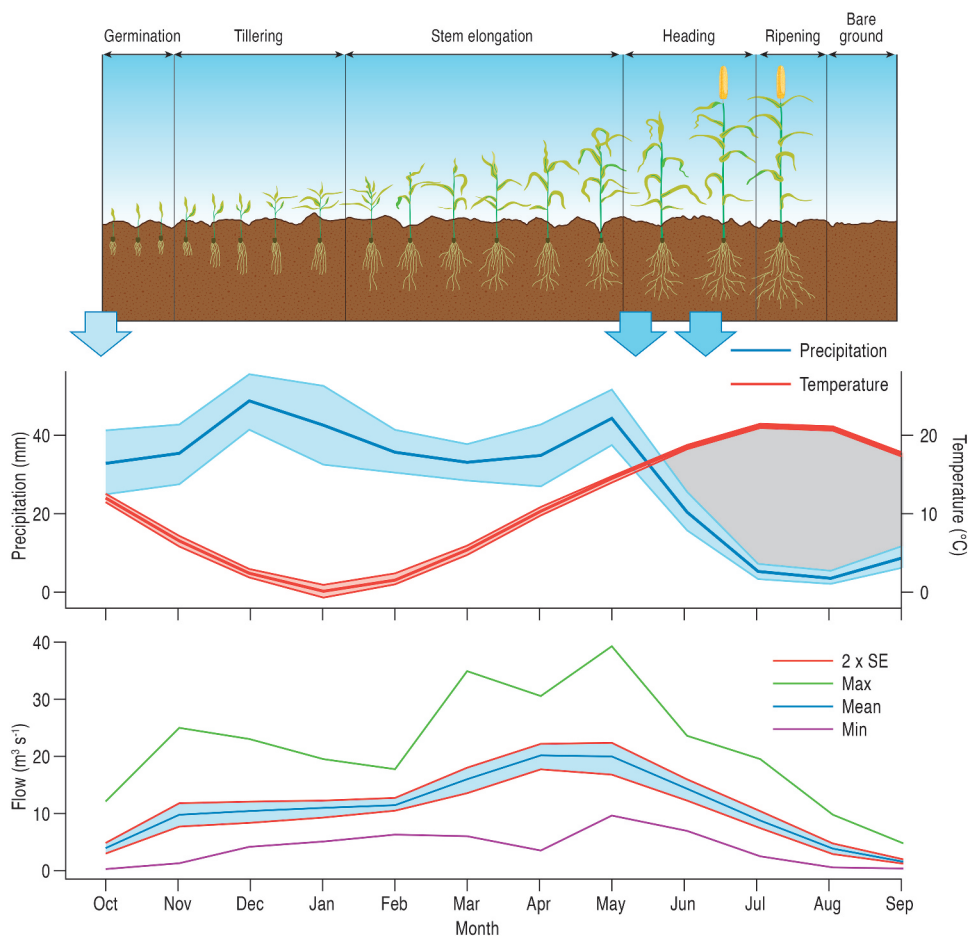 Germination Tillering Stem elongation Heading Ripening Bare
ground
Precipitation
Temperature
Precipitation (mm)
40
20
0
Temperature (°C)
20
10
0
Flow (m³ s⁻¹)
40
30
20
10
0
2 x SE
Max
Mean
Min
Oct Nov Dec Jan Feb Mar Apr May Jun Jul Aug Sep
Month